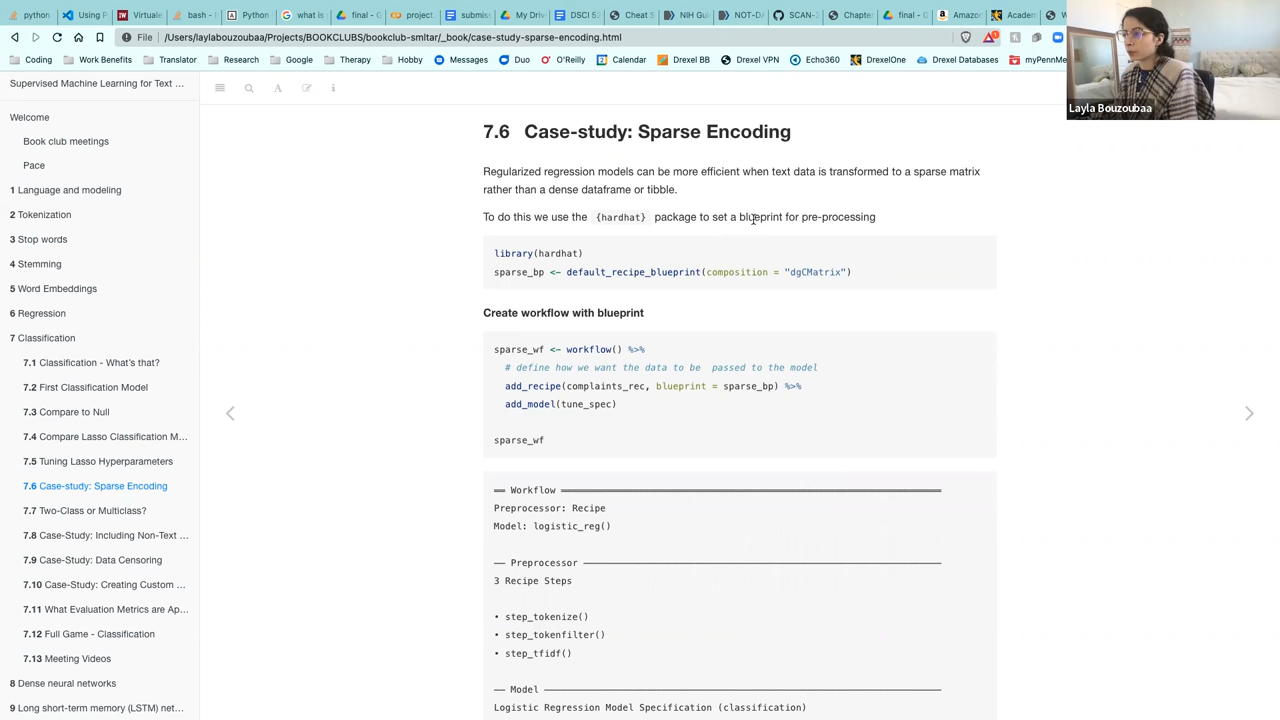 python
Using P
Virtuale
bash -
Python
what is
final - G
project.
submiss
My Driv
DSCI 52
Cheat S
NIH Gui
NOT-DA
SCAN-2
Chapter
final - G
Amazo
Academ
File /Users/laylabouzoubaa/Projects/BOOKCLUBS/bookclub-smltar/_book/case-study-sparse-encoding.html
Coding Work Benefits Translator Research Google Therapy Hobby Messages Duo O'Reilly Calendar Drexel BB Drexel VPN Echo360 DrexelOne Drexel Databases myPennMe
Layla Bouzoubaa
Supervised Machine Learning for Text ...
Welcome
Book club meetings
Pace
1 Language and modeling
2 Tokenization
3 Stop words
4 Stemming
5 Word Embeddings
6 Regression
7 Classification
7.1 Classification - What's that?
7.2 First Classification Model
7.3 Compare to Null
7.4 Compare Lasso Classification M...
7.5 Tuning Lasso Hyperparameters
7.6 Case-study: Sparse Encoding
7.7 Two-Class or Multiclass?
7.8 Case-Study: Including Non-Text ...
7.9 Case-Study: Data Censoring
7.10 Case-Study: Creating Custom ...
7.11 What Evaluation Metrics are Ap...
7.12 Full Game - Classification
7.13 Meeting Videos
8 Dense neural networks
9 Long short-term memory (LSTM) net...
7.6 Case-study: Sparse Encoding
Regularized regression models can be more efficient when text data is transformed to a sparse matrix
rather than a dense dataframe or tibble.
To do this we use the {hardhat} package to set a blueprint for pre-processing
library(hardhat)
sparse_bp <- default_recipe_blueprint(composition = "dgCMatrix")
Create workflow with blueprint
sparse_wf <- workflow() %>%
# define how we want the data to be  passed to the model
add_recipe(complaints_rec, blueprint = sparse_bp) %>%
add_model(tune_spec)
sparse_wf
══ Workflow ══════════
Preprocessor: Recipe
Model: logistic_reg()
── Preprocessor ──────────
3 Recipe Steps
• step_tokenize()
• step_tokenfilter()
• step_tfidf()
── Model ──────────
Logistic Regression Model Specification (classification)